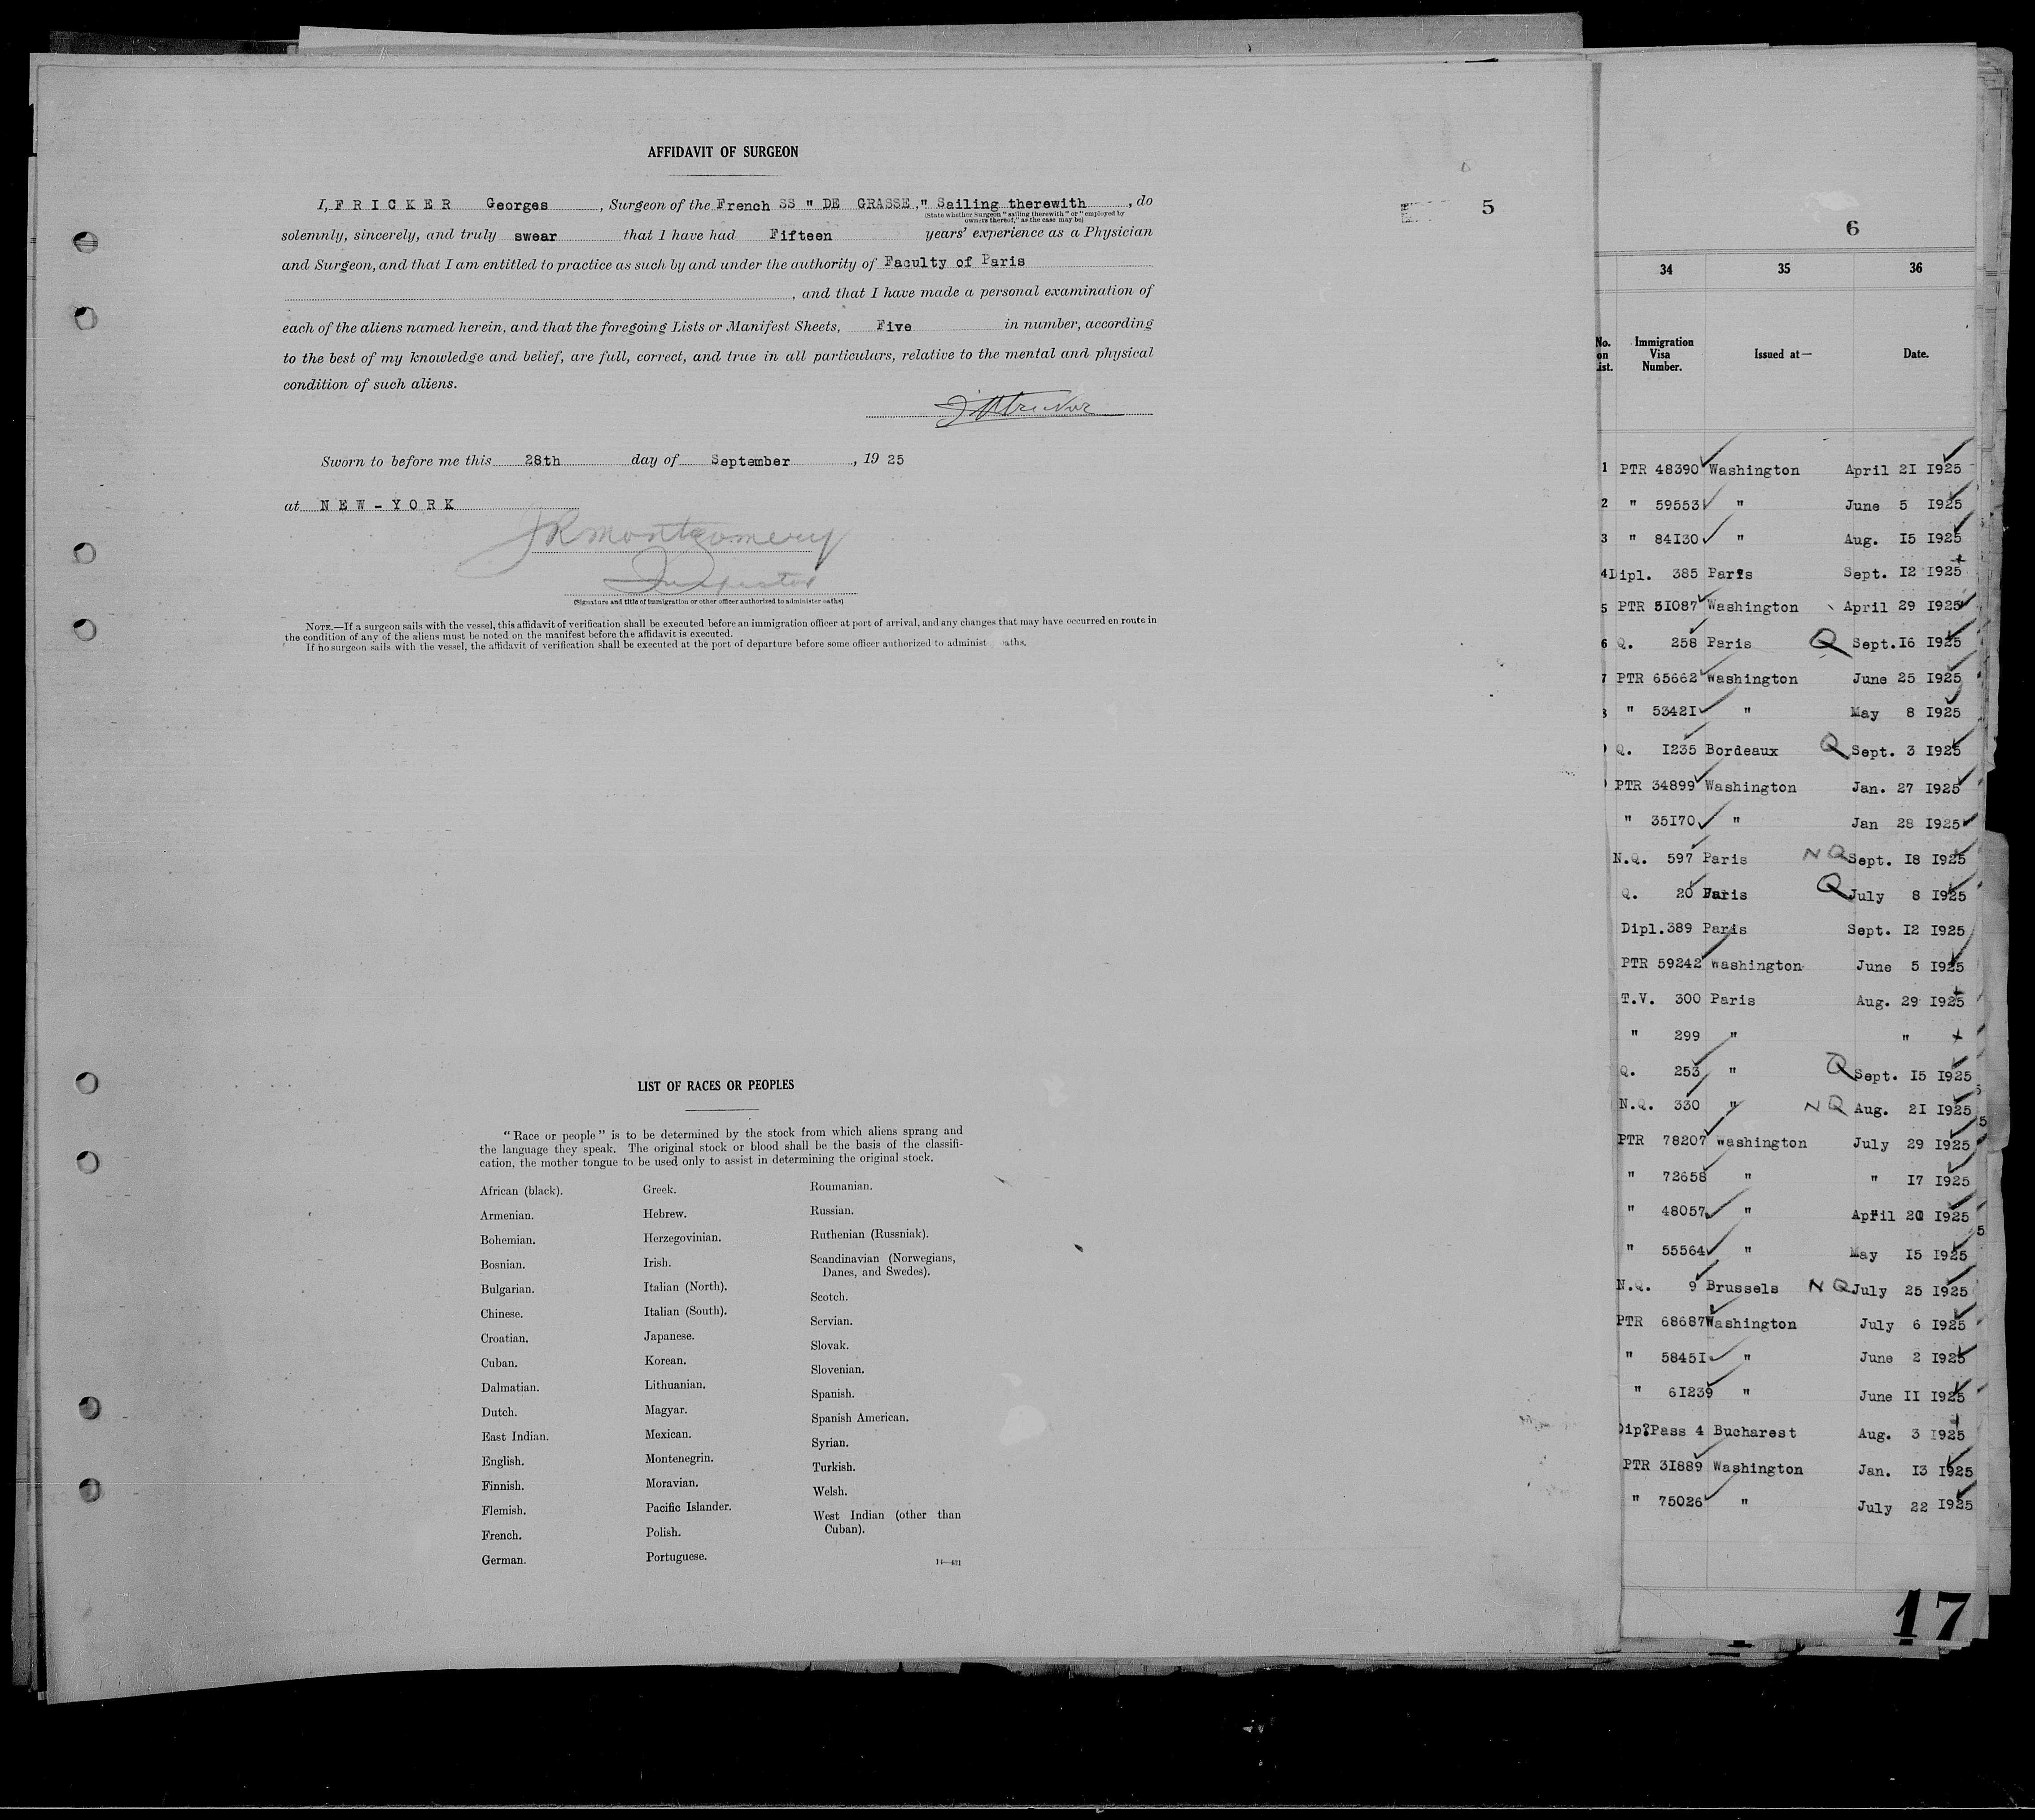 AFFIDAVIT OF SURGEON
I, FRICKER Georges, Surgeon of the French SS " DE GRASSE," Sailing therewith, do
(State whether Surgeon "sailing therewith" or "employed by
owners thereof," as the case may be)
solemnly, sincerely, and truly swear that I have had Fifteen years' experience as a Physician
and Surgeon, and that I am entitled to practice as such by and under the authority of Faculty of Paris
, and that I have made a personal examination of
each of the aliens named herein, and that the foregoing Lists or Manifest Sheets, Five in number, according
to the best of my knowledge and belief, are full, correct, and true in all particulars, relative to the mental and physical
condition of such aliens.
Sworn to before me this 28th day of September, 1925
at NEW-YORK
JRMontgomery
Inspector
(Signature and title of immigration or other officer authorized to administer oaths)
NOTE.—If a surgeon sails with the vessel, this affidavit of verification shall be executed before an immigration officer at port of arrival, and any changes that may have occurred en route in
the condition of any of the aliens must be noted on the manifest before the affidavit is executed.
If no surgeon sails with the vessel, the affidavit of verification shall be executed at the port of departure before some officer authorized to administ oaths.
5
LIST OF RACES OR PEOPLES
"Race or people" is to be determined by the stock from which aliens sprang and
the language they speak. The original stock or blood shall be the basis of the classifi-
cation, the mother tongue to be used only to assist in determining the original stock.
African (black).
Armenian.
Bohemian.
Bosnian.
Bulgarian.
Chinese.
Croatian.
Cuban.
Dalmatian.
Dutch.
East Indian.
English.
Finnish.
Flemish.
French.
German.
Greek.
Hebrew.
Herzegovinian.
Irish.
Italian (North).
Italian (South).
Japanese.
Korean.
Lithuanian.
Magyar.
Mexican.
Montenegrin.
Moravian.
Pacific Islander.
Polish.
Portuguese.
Roumanian.
Russian.
Ruthenian (Russniak).
Scandinavian (Norwegians,
Danes, and Swedes).
Scotch.
Servian.
Slovak.
Slovenian.
Spanish.
Spanish American.
Syrian.
Turkish.
Welsh.
West Indian (other than
Cuban).
14—431
6
34 35 36
No. on List. Immigration Visa Number. Issued at— Date.
1 PTR 48390 Washington April 21 1925
2 " 59553 " June 5 1925
3 " 84130 " Aug. 15 1925
4 Dipl. 385 Paris Sept. 12 1925
5 PTR 51087 Washington April 29 1925
6 Q. 258 Paris Q Sept. 16 1925
7 PTR 65662 Washington June 25 1925
8 " 53421 " May 8 1925
Q. 1235 Bordeaux Q Sept. 3 1925
PTR 34899 Washington Jan. 27 1925
" 35170 " Jan 28 1925
N.Q. 597 Paris NQ Sept. 18 1925
Q. 20 Paris Q July 8 1925
Dipl. 389 Paris Sept. 12 1925
PTR 59242 Washington June 5 1925
T.V. 300 Paris Aug. 29 1925
" 299 " "
Q. 253 " Q Sept. 15 1925
N.Q. 330 " NQ Aug. 21 1925
PTR 78207 Washington July 29 1925
" 72658 " " 17 1925
" 48057 " April 20 1925
" 55564 " May 15 1925
N.Q. 9 Brussels NQ July 25 1925
PTR 68687 Washington July 6 1925
" 58451 " June 2 1925
" 61239 " June 11 1925
Dip. Pass 4 Bucharest Aug. 3 1925
PTR 31889 Washington Jan. 13 1925
" 75026 " July 22 1925
17